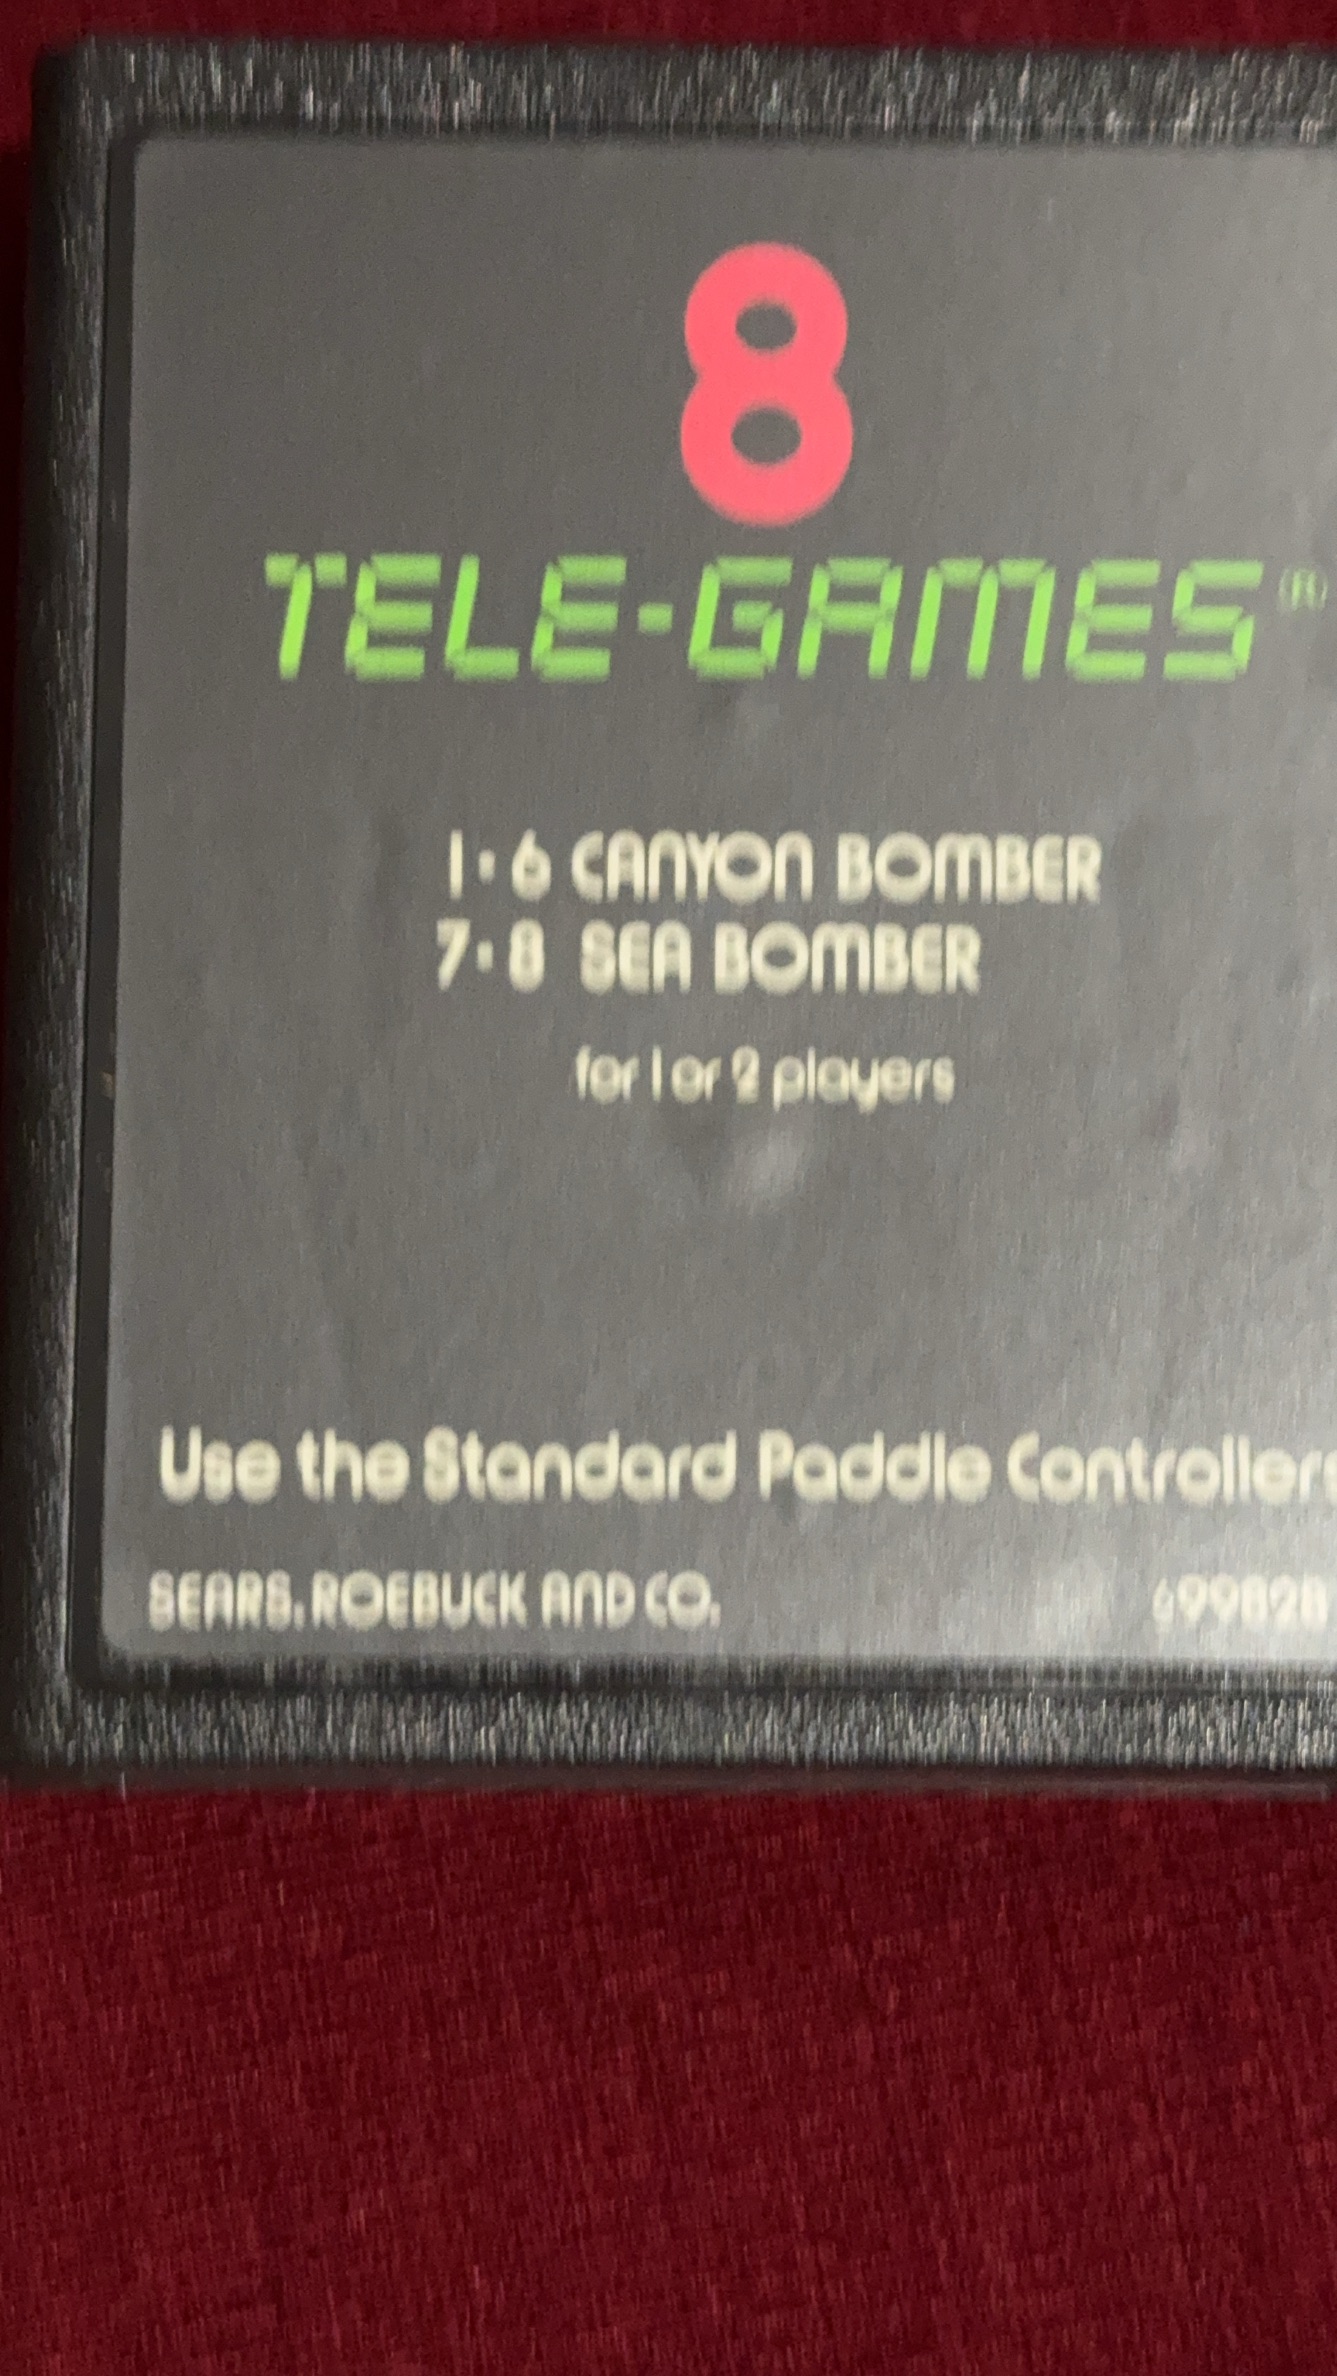 8
TELE-GAMES®
1-6 CANYON BOMBER
7-8 SEA BOMBER
for 1 or 2 players
Use the Standard Paddle Controllers
SEARS, ROEBUCK AND CO.